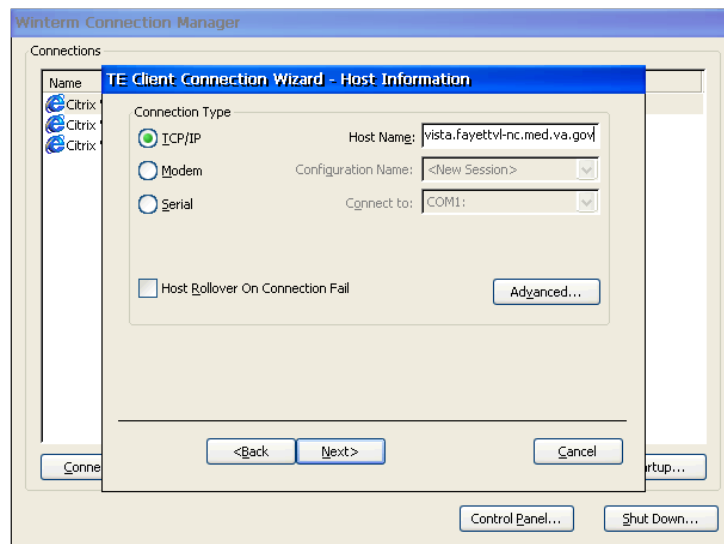 Winterm Connection Manager
Connections
Name
TE Client Connection Wizard - Host Information
Citrix
Citrix
Citrix
Connection Type
TCP/IP
Host Name:
vista.fayettvl-nc.med.va.gov
Modem
Configuration Name:
<New Session>
Serial
Connect to:
COM1:
Host Rollover On Connection Fail
Advanced...
<Back
Next>
Cancel
Conne
rtup...
Control Panel...
Shut Down...